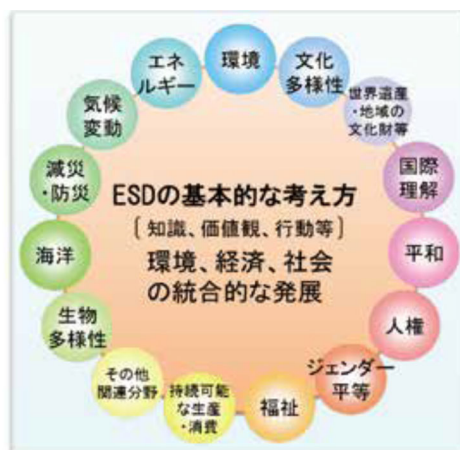 環境
文化
多様性
世界遺産
・地域の
文化財等
国際
理解
平和
人権
ジェンダー
平等
福祉
持続可能
な生産
・消費
その他
関連分野
生物
多様性
海洋
減災
・防災
気候
変動
エネ
ルギー
ESDの基本的な考え方
[知識、価値観、行動等]
環境、経済、社会
の統合的な発展